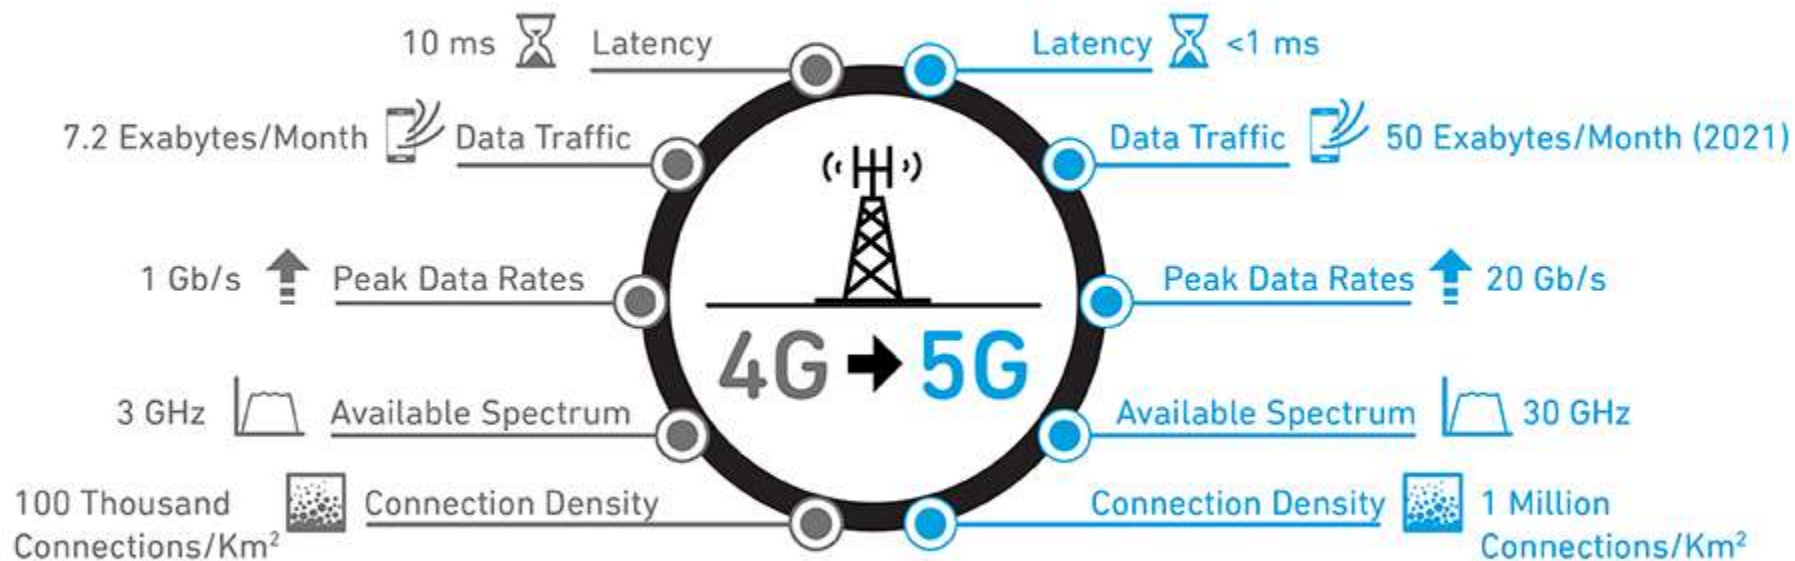 10 ms Latency
Latency <1 ms
7.2 Exabytes/Month Data Traffic
Data Traffic 50 Exabytes/Month (2021)
1 Gb/s Peak Data Rates
Peak Data Rates 20 Gb/s
4G 5G
3 GHz Available Spectrum
Available Spectrum 30 GHz
100 Thousand
Connections/Km²
Connection Density
Connection Density
1 Million
Connections/Km²